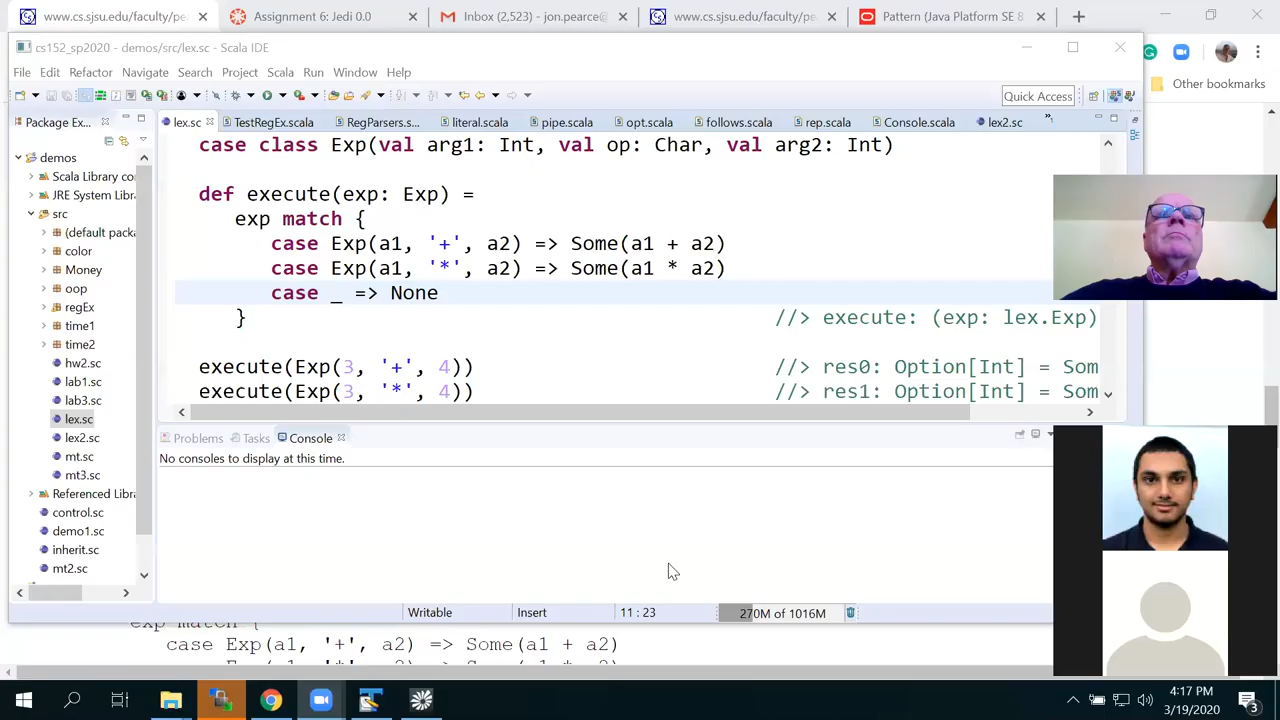 www.cs.sjsu.edu/faculty/pe
Assignment 6: Jedi 0.0
Inbox (2,523) - jon.pearce@
www.cs.sjsu.edu/faculty/pe
Pattern (Java Platform SE 8
cs152_sp2020 - demos/src/lex.sc - Scala IDE
Other bookmarks
File Edit Refactor Navigate Search Project Scala Run Window Help
Quick Access
Package Ex...
lex.sc TestRegEx.scala RegParsers.s... literal.scala pipe.scala opt.scala follows.scala rep.scala Console.scala lex2.sc
demos
Scala Library co
JRE System Libr
src
(default packa
color
Money
oop
regEx
time1
time2
hw2.sc
lab1.sc
lab3.sc
lex.sc
lex2.sc
mt.sc
mt3.sc
Referenced Libra
control.sc
demo1.sc
inherit.sc
mt2.sc
case class Exp(val arg1: Int, val op: Char, val arg2: Int)
def execute(exp: Exp) =
exp match {
case Exp(a1, '+', a2) => Some(a1 + a2)
case Exp(a1, '*', a2) => Some(a1 * a2)
case _ => None
} //> execute: (exp: lex.Exp)
execute(Exp(3, '+', 4)) //> res0: Option[Int] = Som
execute(Exp(3, '*', 4)) //> res1: Option[Int] = Som
Problems Tasks Console
No consoles to display at this time.
Writable Insert 11 : 23 270M of 1016M
exp match {
case Exp(a1, '+', a2) => Some(a1 + a2)
4:17 PM
3/19/2020
3